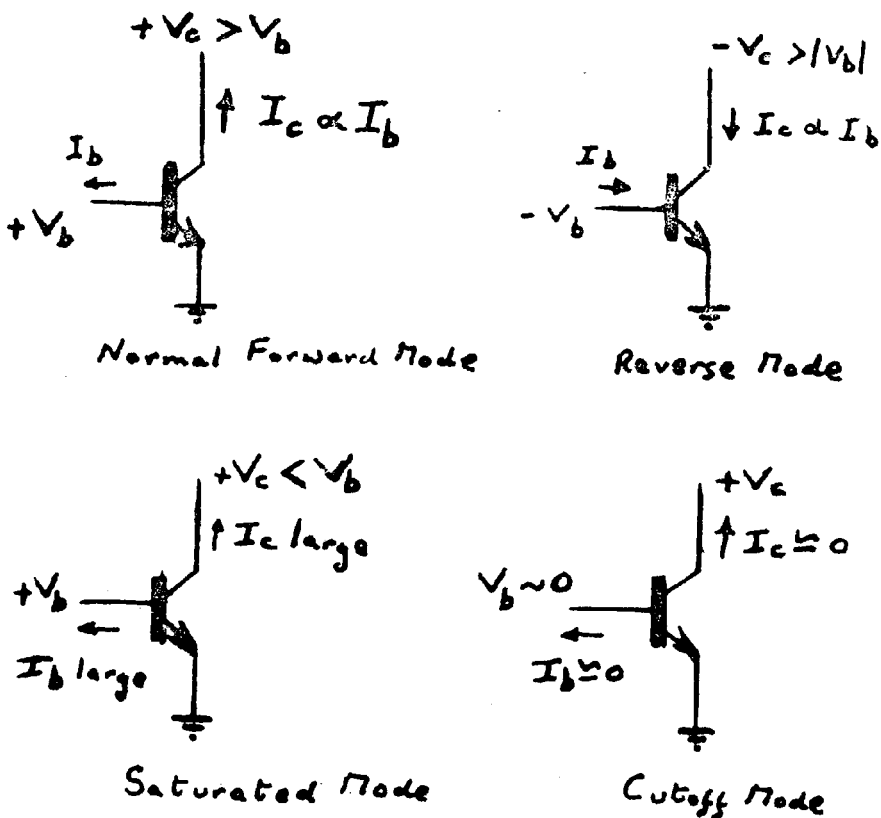 +Vc > Vb
Ic ∝ Ib
Ib
+Vb
Normal Forward Mode
-Vc > |Vb|
Ic ∝ Ib
Ib
-Vb
Reverse Mode
+Vc < Vb
Ic large
+Vb
Ib large
Saturated Mode
+Vc
Ic ≃ 0
Vb ~ 0
Ib ≃ 0
Cutoff Mode